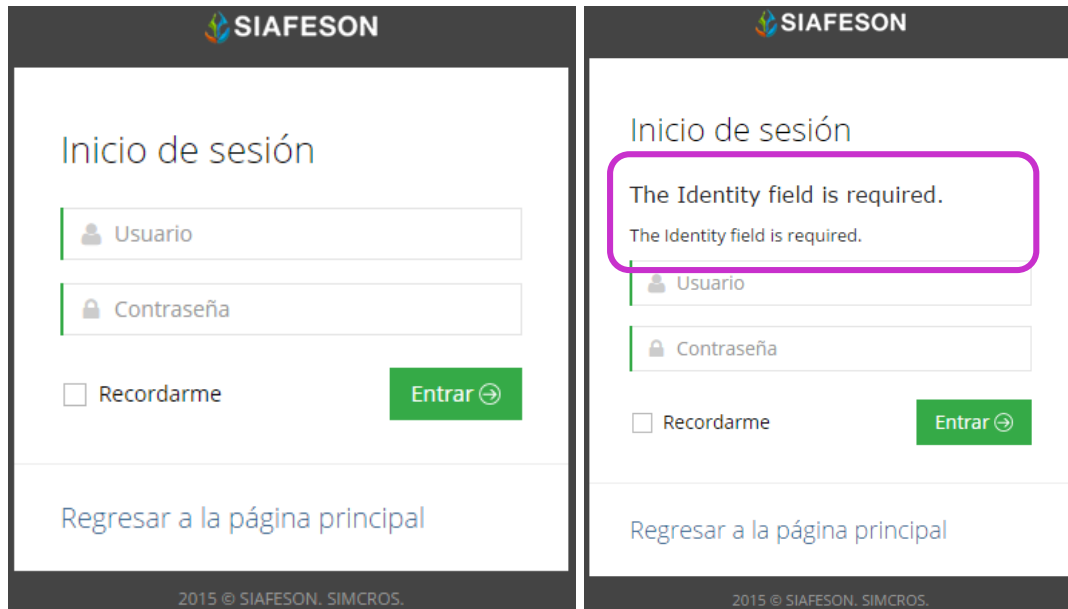 SIAFESON
Inicio de sesión
Usuario
Contraseña
Recordarme
Entrar
Regresar a la página principal
2015 © SIAFESON. SIMCROS.
SIAFESON
Inicio de sesión
The Identity field is required.
The Identity field is required.
Usuario
Contraseña
Recordarme
Entrar
Regresar a la página principal
2015 © SIAFESON. SIMCROS.